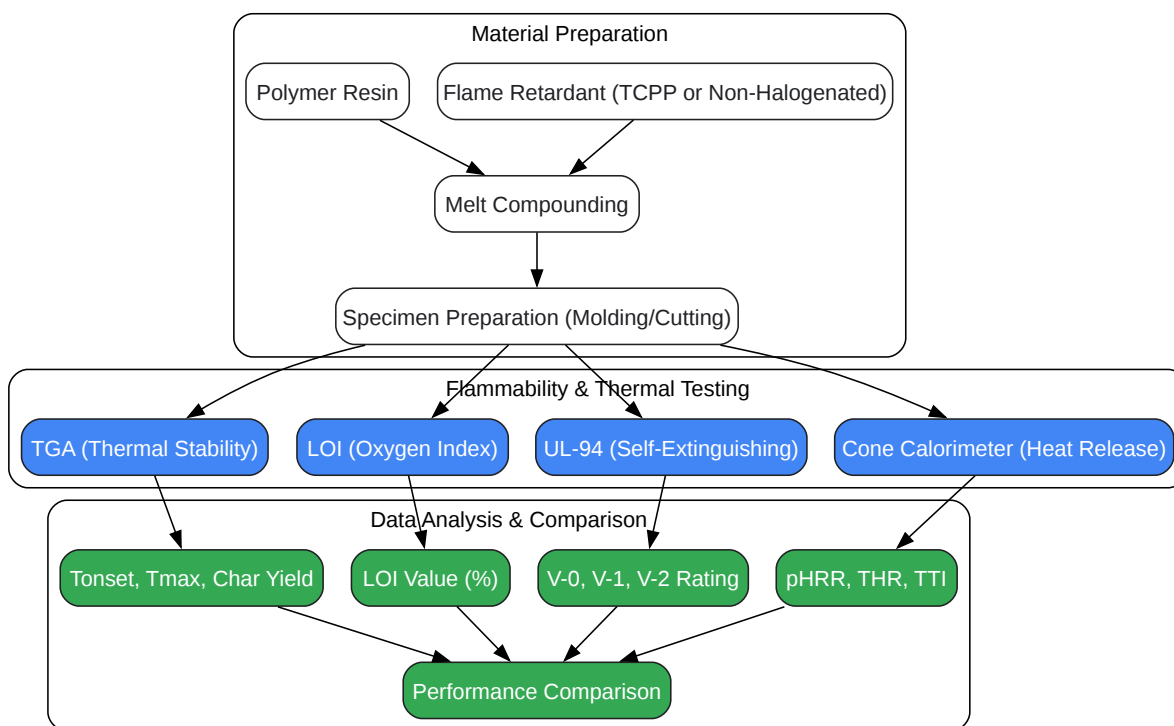 Material Preparation
Polymer Resin
Flame Retardant (TCPP or Non-Halogenated)
Melt Compounding
Specimen Preparation (Molding/Cutting)
Flammability & Thermal Testing
TGA (Thermal Stability)
LOI (Oxygen Index)
UL-94 (Self-Extinguishing)
Cone Calorimeter (Heat Release)
Data Analysis & Comparison
Tonset, Tmax, Char Yield
LOI Value (%)
V-0, V-1, V-2 Rating
pHRR, THR, TTI
Performance Comparison